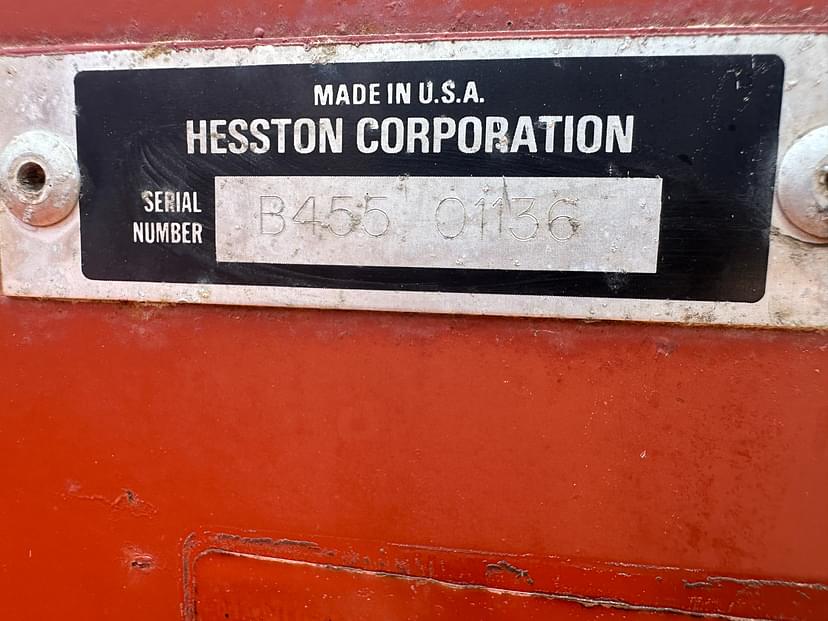 MADE IN U.S.A.
HESSTON CORPORATION
SERIAL
NUMBER
B455 01136